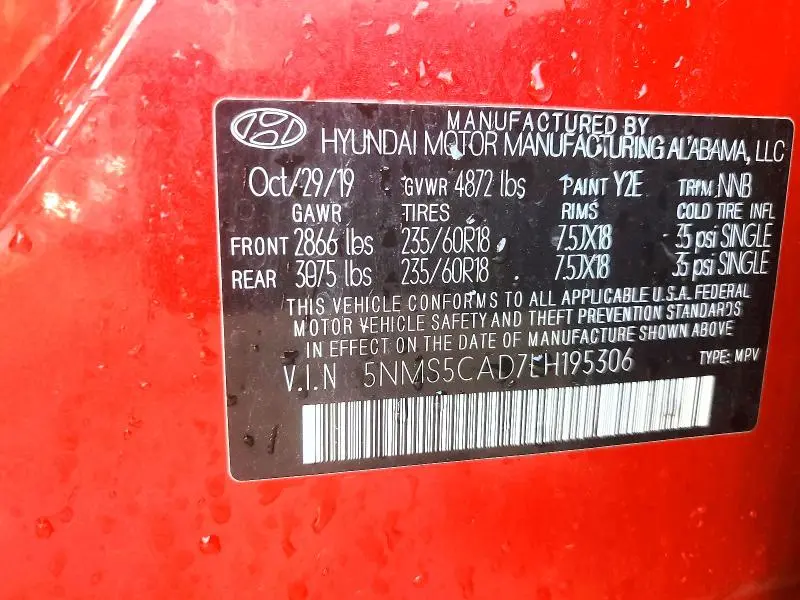 MANUFACTURED BY
HYUNDAI MOTOR MANUFACTURING ALABAMA, LLC
Oct/29/19 GVWR 4872 lbs PAINT Y2E TRIM NNB
GAWR TIRES RIMS COLD TIRE INFL
FRONT 2866 lbs 235/60R18 7.5JX18 35 psi SINGLE
REAR 3075 lbs 235/60R18 7.5JX18 35 psi SINGLE
THIS VEHICLE CONFORMS TO ALL APPLICABLE U.S.A. FEDERAL
MOTOR VEHICLE SAFETY AND THEFT PREVENTION STANDARDS
IN EFFECT ON THE DATE OF MANUFACTURE SHOWN ABOVE
V.I.N 5NMS5CAD7LH195306 TYPE: MPV